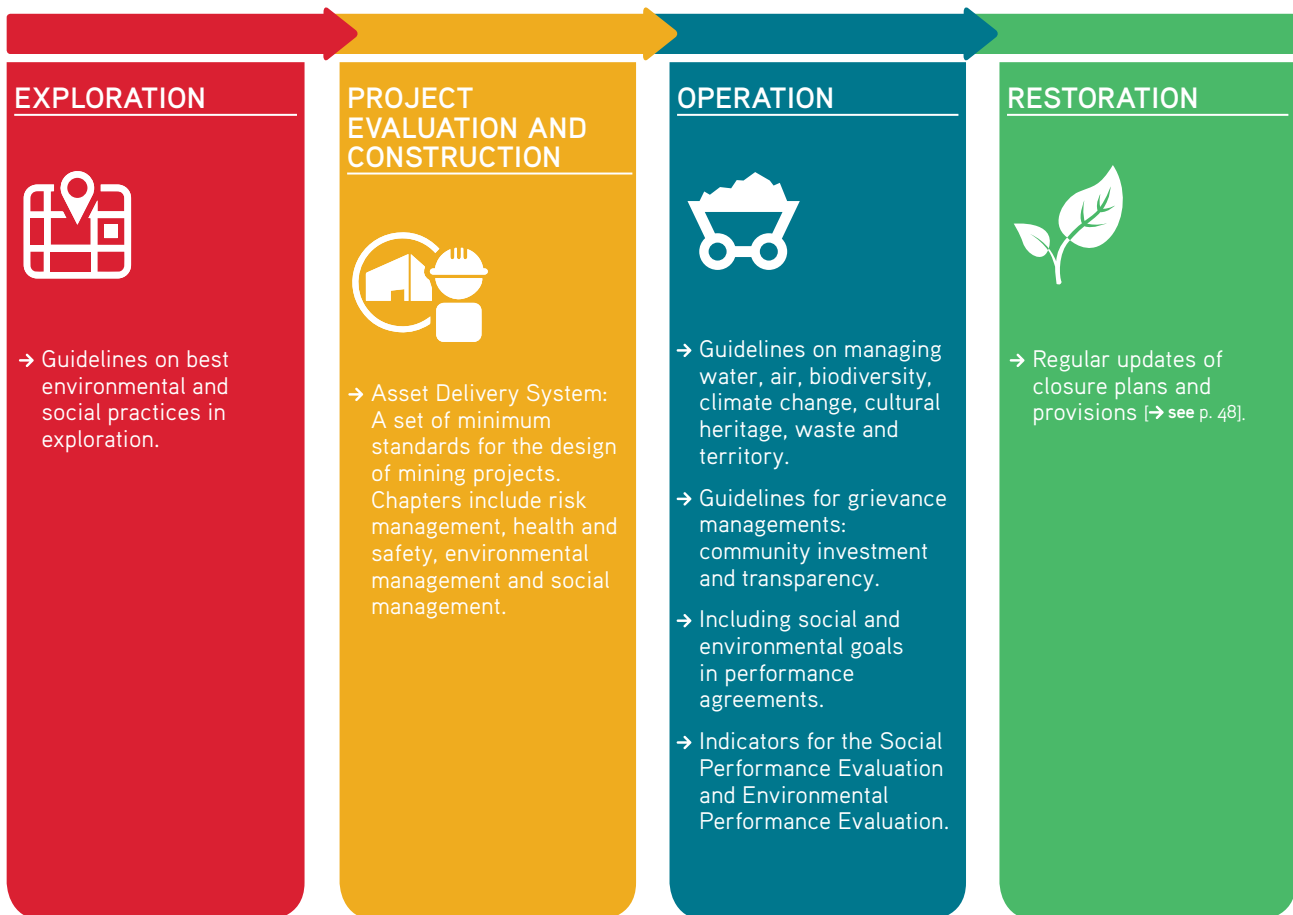 EXPLORATION
→ Guidelines on best
environmental and
social practices in
exploration.
PROJECT
EVALUATION AND
CONSTRUCTION
→ Asset Delivery System:
A set of minimum
standards for the design
of mining projects.
Chapters include risk
management, health and
safety, environmental
management and social
management.
OPERATION
→ Guidelines on managing
water, air, biodiversity,
climate change, cultural
heritage, waste and
territory.
→ Guidelines for grievance
managements:
community investment
and transparency.
→ Including social and
environmental goals
in performance
agreements.
→ Indicators for the Social
Performance Evaluation
and Environmental
Performance Evaluation.
RESTORATION
→ Regular updates of
closure plans and
provisions [→ see p. 48].